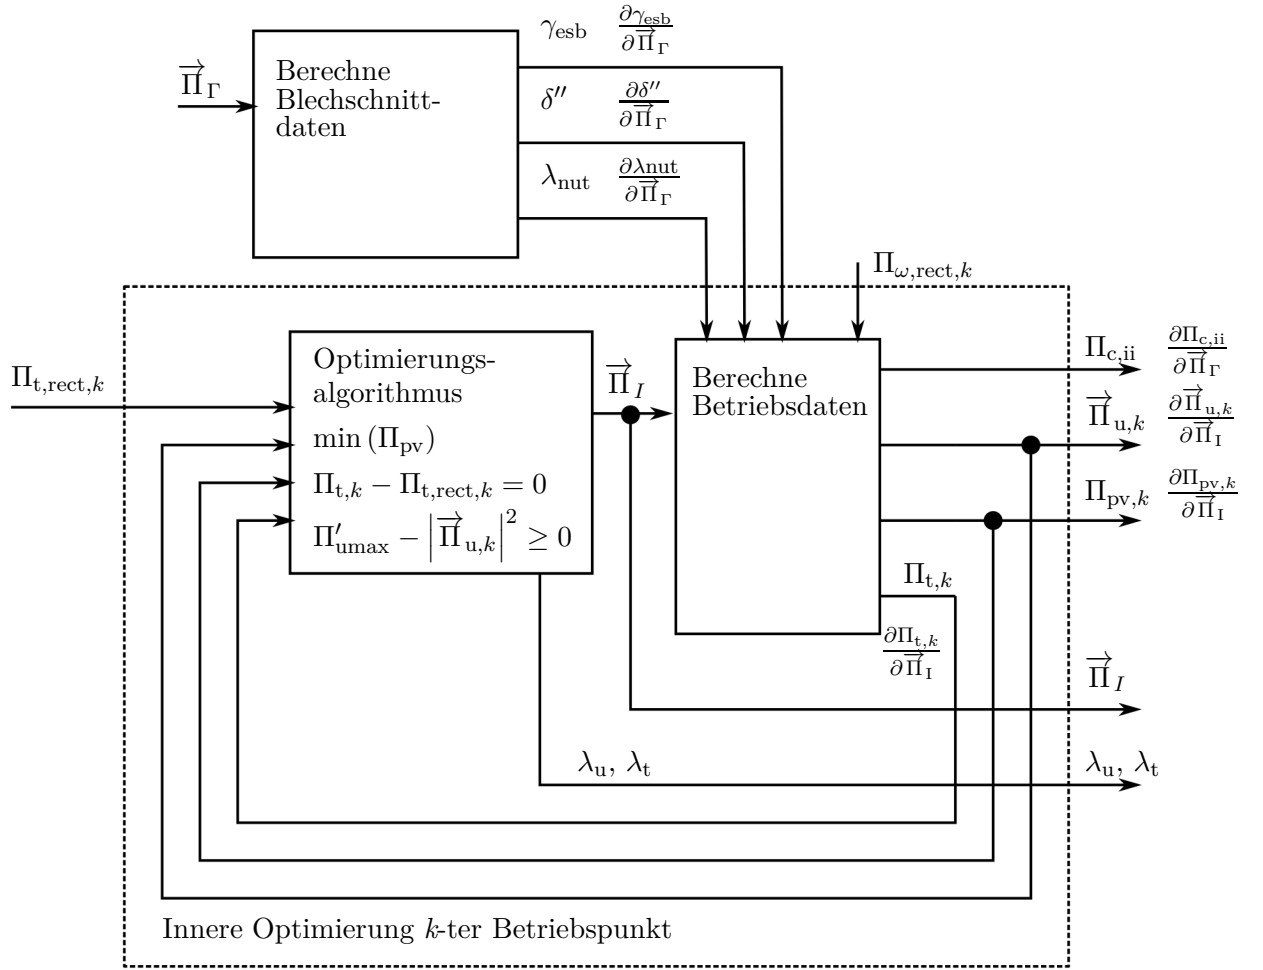 γ_esb ∂γ_esb/∂Π⃗_Γ
Π⃗_Γ
Berechne
Blechschnitt-
daten
δ′′ ∂δ′′/∂Π⃗_Γ
λ_nut ∂λnut/∂Π⃗_Γ
Π_ω,rect,k
Π_t,rect,k
Optimierungs-
algorithmus
min (Π_pv)
Π_t,k − Π_t,rect,k = 0
Π′_umax − |Π⃗_u,k|² ≥ 0
Π⃗_I
Berechne
Betriebsdaten
Π_c,ii ∂Π_c,ii/∂Π⃗_Γ
Π⃗_u,k ∂Π⃗_u,k/∂Π⃗_I
Π_pv,k ∂Π_pv,k/∂Π⃗_I
Π_t,k
∂Π_t,k/∂Π⃗_I
Π⃗_I
λ_u, λ_t
λ_u, λ_t
Innere Optimierung k-ter Betriebspunkt